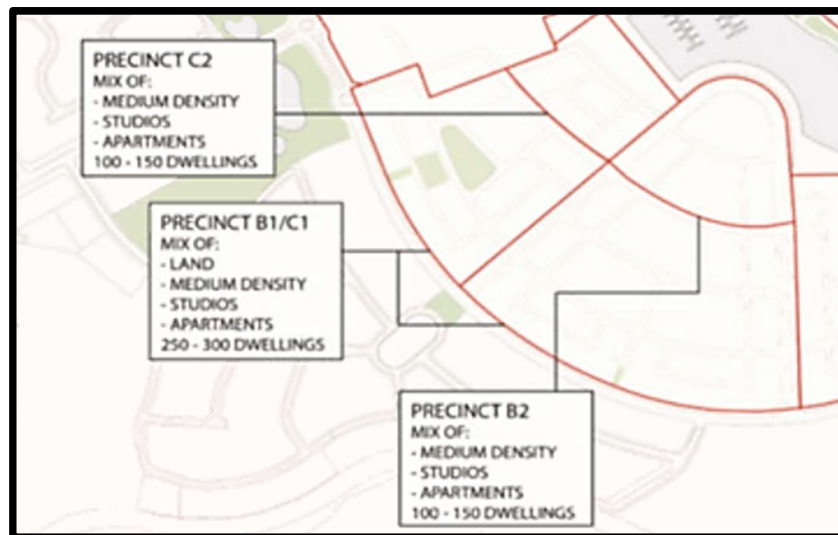 PRECINCT C2
MIX OF:
- MEDIUM DENSITY
- STUDIOS
- APARTMENTS
100 - 150 DWELLINGS
PRECINCT B1/C1
MIX OF:
- LAND
- MEDIUM DENSITY
- STUDIOS
- APARTMENTS
250 - 300 DWELLINGS
PRECINCT B2
MIX OF:
- MEDIUM DENSITY
- STUDIOS
- APARTMENTS
100 - 150 DWELLINGS